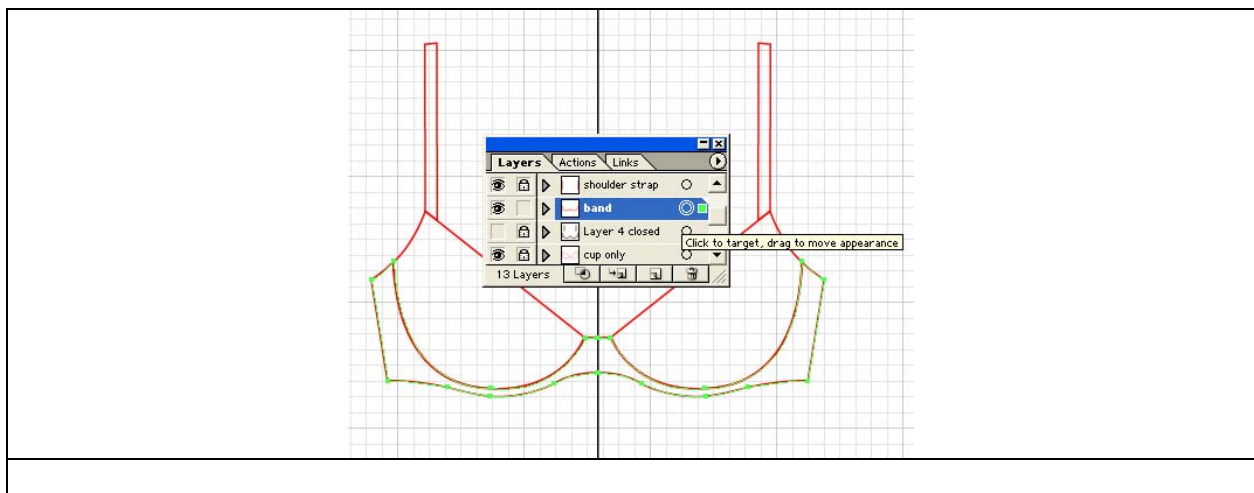 Layers Actions Links
shoulder strap
band
Layer 4 closed
Click to target, drag to move appearance
cup only
13 Layers